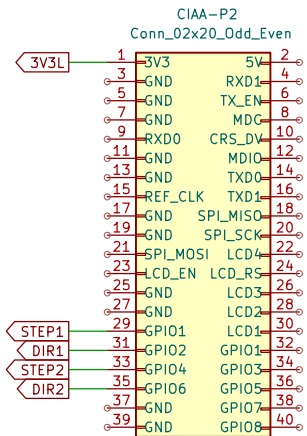 CIAA-P2
Conn_02x20_Odd_Even
3V3L 1 3V3 5V 2
3 GND RXD1 4
5 GND TX_EN 6
7 GND MDC 8
9 RXD0 CRS_DV 10
11 GND MDIO 12
13 GND TXD0 14
15 REF_CLK TXD1 16
17 GND SPI_MISO 18
19 GND SPI_SCK 20
21 SPI_MOSI LCD4 22
23 LCD_EN LCD_RS 24
25 GND LCD3 26
27 GND LCD2 28
STEP1 29 GPIO1 LCD1 30
DIR1 31 GPIO2 GPIO1 32
STEP2 33 GPIO4 GPIO3 34
DIR2 35 GPIO6 GPIO5 36
37 GND GPIO7 38
39 GND GPIO8 40